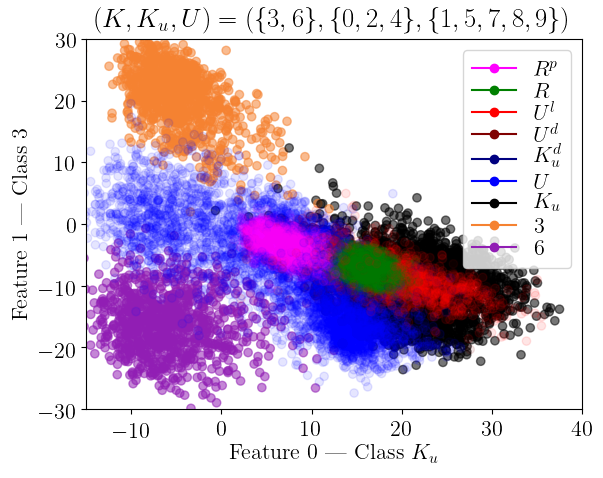 (K, K_u, U) = ({3, 6}, {0, 2, 4}, {1, 5, 7, 8, 9})
30
20
10
0
−10
−20
−30
Feature 1 — Class 3
R^p
R
U^l
U^d
K_u^d
U
K_u
3
6
−10
0
10
20
30
40
Feature 0 — Class K_u